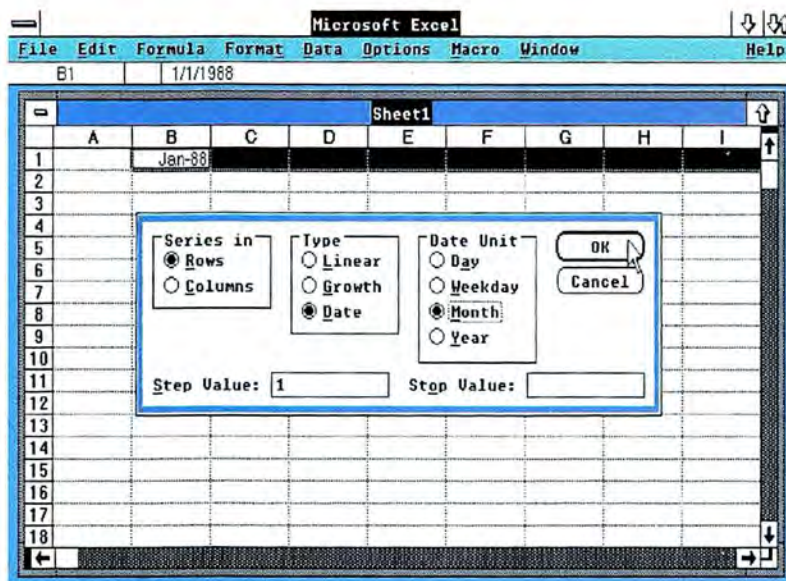 Microsoft Excel
File Edit Formula Format Data Options Macro Window Help
B1 1/1/1988
Sheet1
A B C D E F G H I
1 Jan-88
2
3
4
5
6
7
8
9
10
11
12
13
14
15
16
17
18
Series in
Rows
Columns
Type
Linear
Growth
Date
Date Unit
Day
Weekday
Month
Year
OK
Cancel
Step Value: 1
Stop Value: